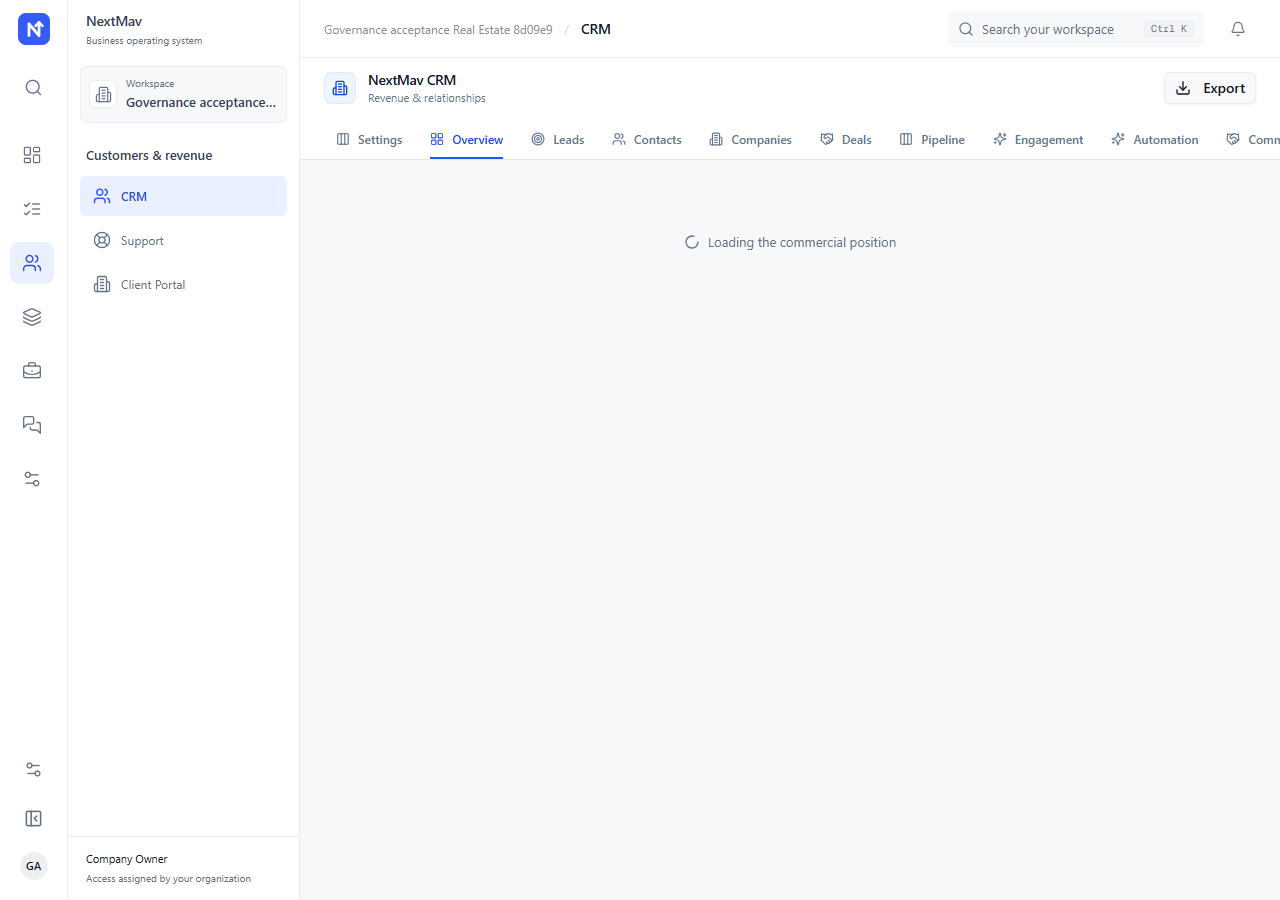 NextMav
Business operating system
Workspace
Governance acceptance...
Customers & revenue
CRM
Support
Client Portal
Company Owner
Access assigned by your organization
GA
Governance acceptance Real Estate 8d09e9 / CRM
Search your workspace Ctrl K
NextMav CRM
Revenue & relationships
Export
Settings Overview Leads Contacts Companies Deals Pipeline Engagement Automation Comm
Loading the commercial position